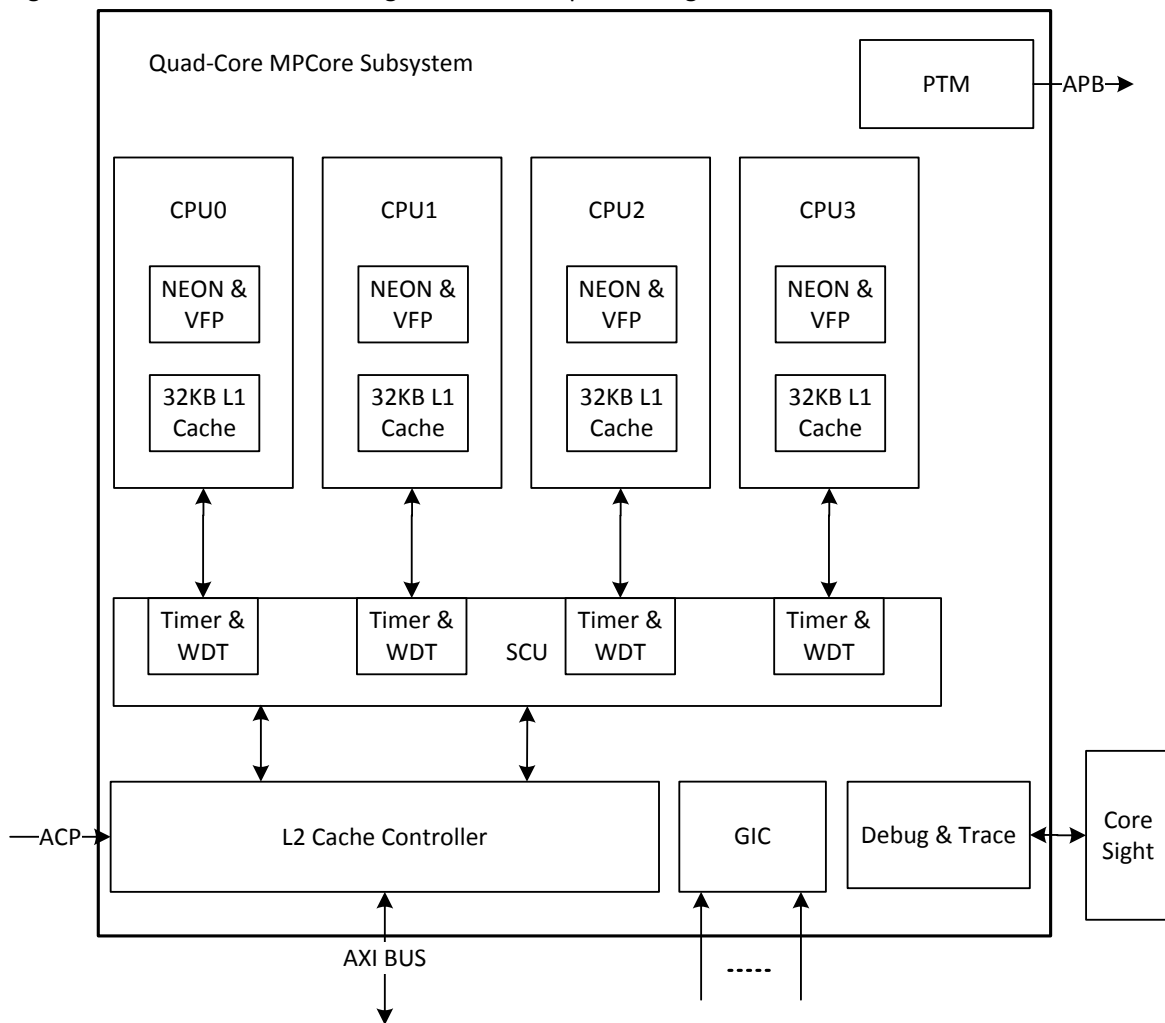 Quad-Core MPCore Subsystem
PTM
APB
CPU0
CPU1
CPU2
CPU3
NEON &
VFP
NEON &
VFP
NEON &
VFP
NEON &
VFP
32KB L1
Cache
32KB L1
Cache
32KB L1
Cache
32KB L1
Cache
Timer &
WDT
Timer &
WDT
SCU
Timer &
WDT
Timer &
WDT
ACP
L2 Cache Controller
GIC
Debug & Trace
Core
Sight
AXI BUS
-----